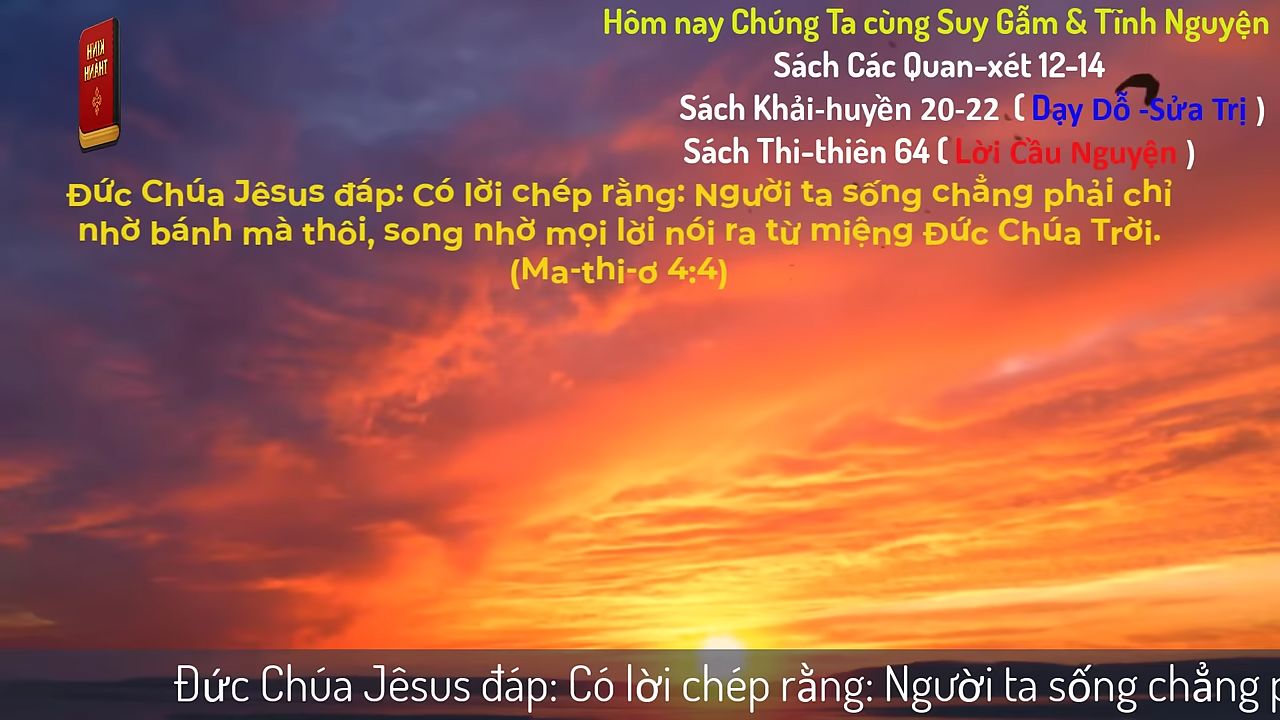 Hôm nay Chúng Ta cùng Suy Gẫm & Tĩnh Nguyện
Sách Các Quan-xét 12-14
Sách Khải-huyền 20-22 ( Dạy Dỗ -Sửa Trị )
Sách Thi-thiên 64 ( Lời Cầu Nguyện )
KINH
THÁNH
Đức Chúa Jêsus đáp: Có lời chép rằng: Người ta sống chẳng phải chỉ
nhờ bánh mà thôi, song nhờ mọi lời nói ra từ miệng Đức Chúa Trời.
(Ma-thi-ơ 4:4)
Đức Chúa Jêsus đáp: Có lời chép rằng: Người ta sống chẳng p